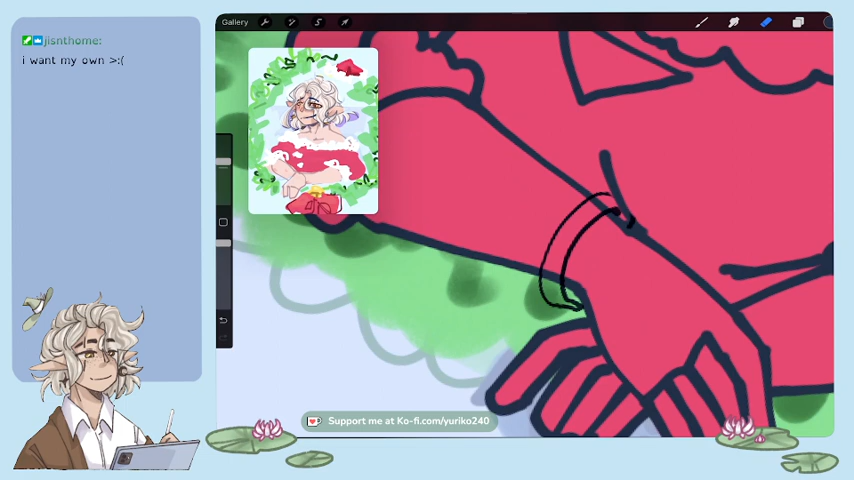 Gallery
jisnthome:
i want my own >:(
Support me at Ko-fi.com/yuriko240